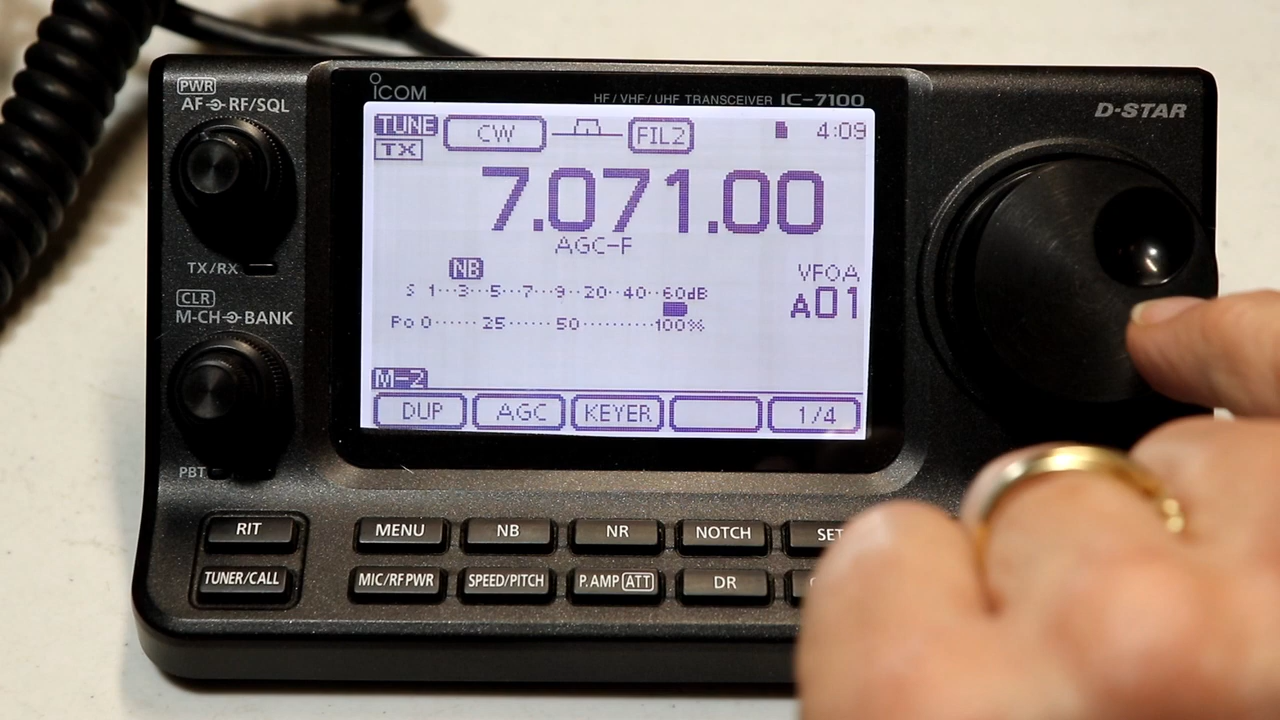 PWR
AF RF/SQL
TX/RX
CLR
M-CH BANK
PBT
ICOM
HF/VHF/UHF TRANSCEIVER IC-7100
D-STAR
TUNE CW FIL2 4:09
TX
7.071.00
AGC-F
NB
VFOA
S 1··3··5··7··9··20··40··60dB
A01
Po 0······25······50··········100%
M-2
DUP AGC KEYER 1/4
RIT MENU NB NR NOTCH SET
TUNER/CALL MIC/RF PWR SPEED/PITCH P.AMP ATT DR